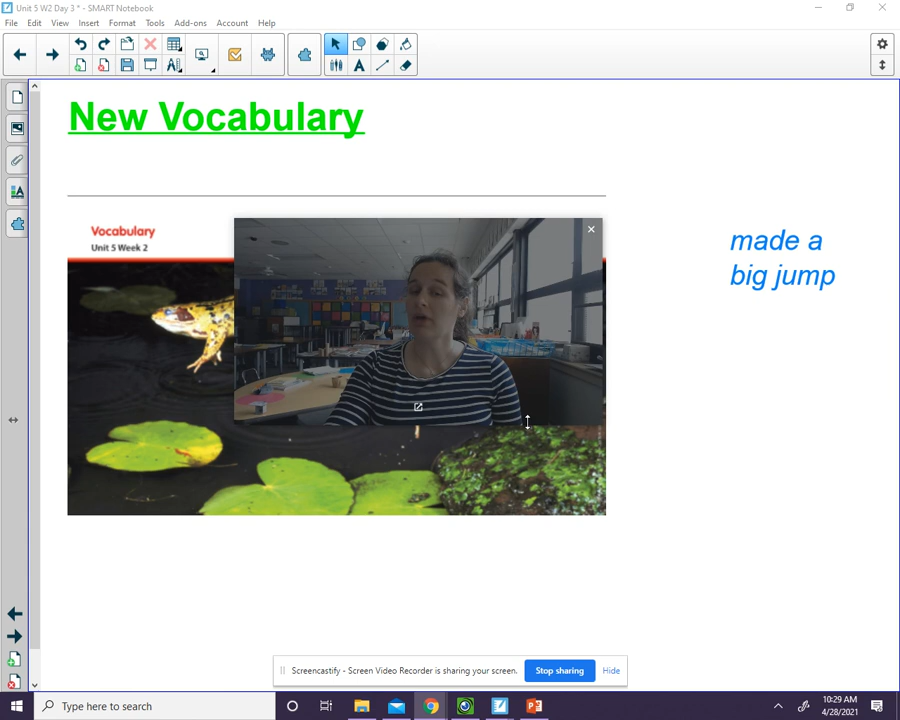 Unit 5 W2 Day 3 * - SMART Notebook
File Edit View Insert Format Tools Add-ons Account Help
New Vocabulary
Vocabulary
Unit 5 Week 2
made a
big jump
Screencastify - Screen Video Recorder is sharing your screen. Stop sharing Hide
Type here to search
10:29 AM
4/28/2021